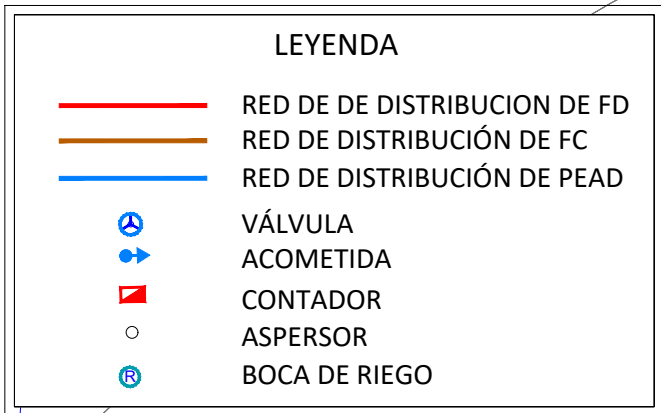 LEYENDA
RED DE DE DISTRIBUCION DE FD
RED DE DISTRIBUCIÓN DE FC
RED DE DISTRIBUCIÓN DE PEAD
VÁLVULA
ACOMETIDA
CONTADOR
ASPERSOR
R BOCA DE RIEGO